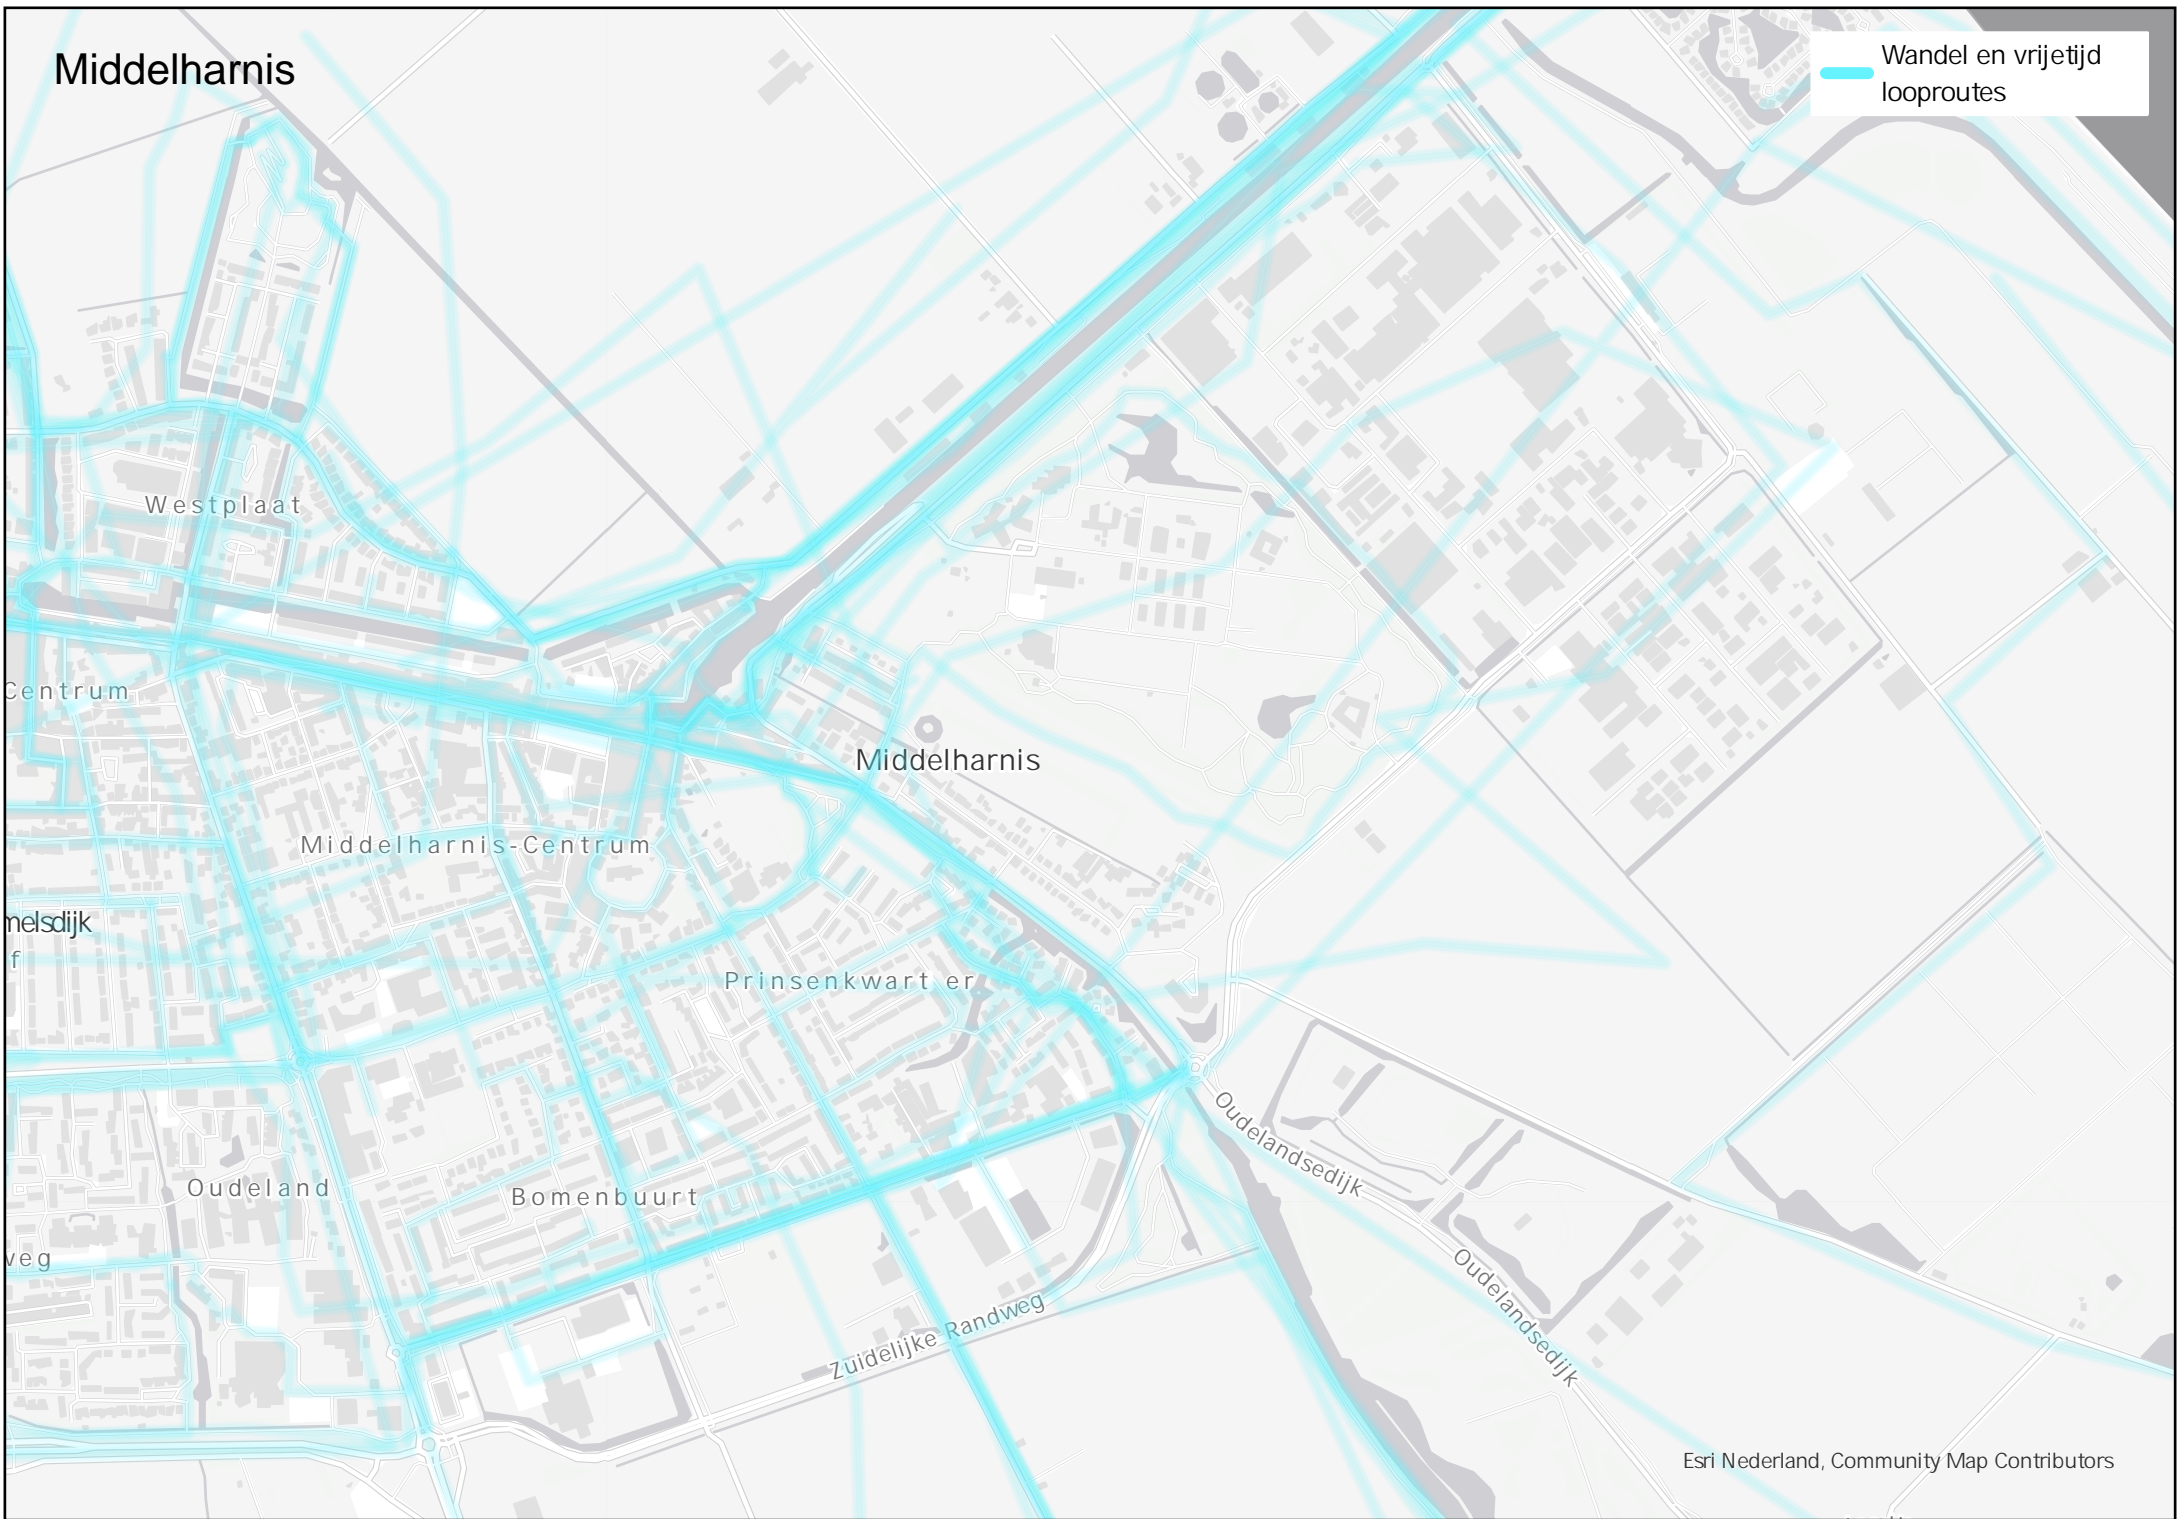 Middelharnis
Wandel en vrijetijd
looproutes
Westplaat
Centrum
Middelharnis
Middelharnis-Centrum
melsdijk
f
Prinsenkwart er
Oudelandsedijk
Oudeland
Bomenbuurt
weg
Oudelandsedijk
Zuidelijke Randweg
Esri Nederland, Community Map Contributors